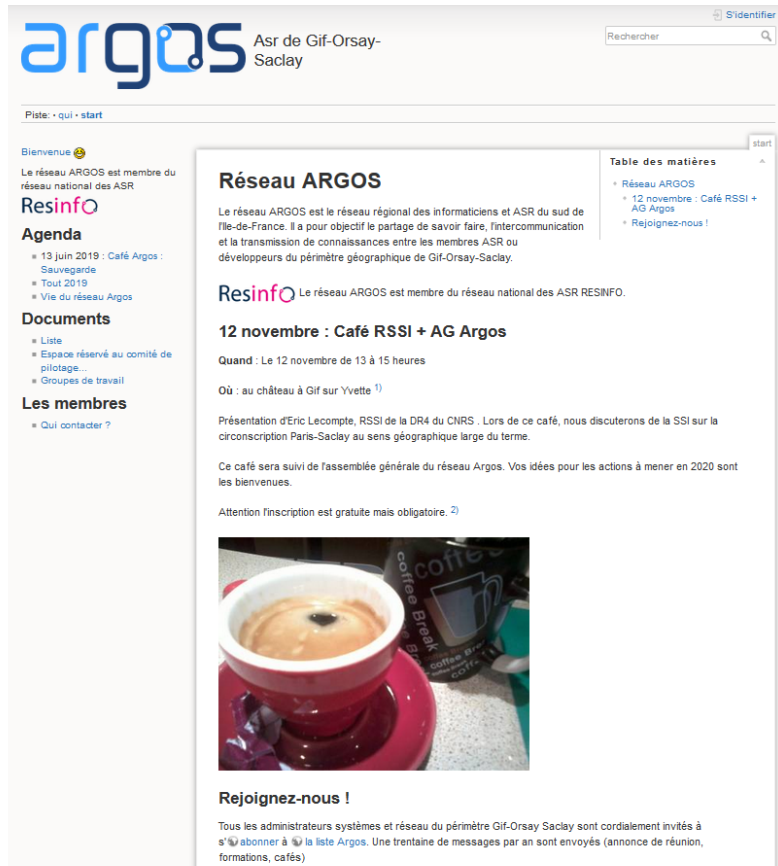 S'identifier
argos
Asr de Gif-Orsay-
Saclay
Rechercher
Piste: • qui • start
start
Bienvenue
Le réseau ARGOS est membre du
réseau national des ASR
Resinfo
Agenda
13 juin 2019 : Café Argos :
Sauvegarde
Tout 2019
Vie du réseau Argos
Documents
Liste
Espace réservé au comité de
pilotage...
Groupes de travail
Les membres
Qui contacter ?
Table des matières
Réseau ARGOS
12 novembre : Café RSSI +
AG Argos
Rejoignez-nous !
Réseau ARGOS
Le réseau ARGOS est le réseau régional des informaticiens et ASR du sud de
l'Ile-de-France. Il a pour objectif le partage de savoir faire, l'intercommunication
et la transmission de connaissances entre les membres ASR ou
développeurs du périmètre géographique de Gif-Orsay-Saclay.
Resinfo Le réseau ARGOS est membre du réseau national des ASR RESINFO.
12 novembre : Café RSSI + AG Argos
Quand : Le 12 novembre de 13 à 15 heures
Où : au château à Gif sur Yvette 1)
Présentation d'Eric Lecompte, RSSI de la DR4 du CNRS . Lors de ce café, nous discuterons de la SSI sur la
circonscription Paris-Saclay au sens géographique large du terme.
Ce café sera suivi de l'assemblée générale du réseau Argos. Vos idées pour les actions à mener en 2020 sont
les bienvenues.
Attention l'inscription est gratuite mais obligatoire. 2)
coffee
coffee Break
coffee Break
Rejoignez-nous !
Tous les administrateurs systèmes et réseau du périmètre Gif-Orsay Saclay sont cordialement invités à
s'abonner à la liste Argos. Une trentaine de messages par an sont envoyés (annonce de réunion,
formations, cafés)